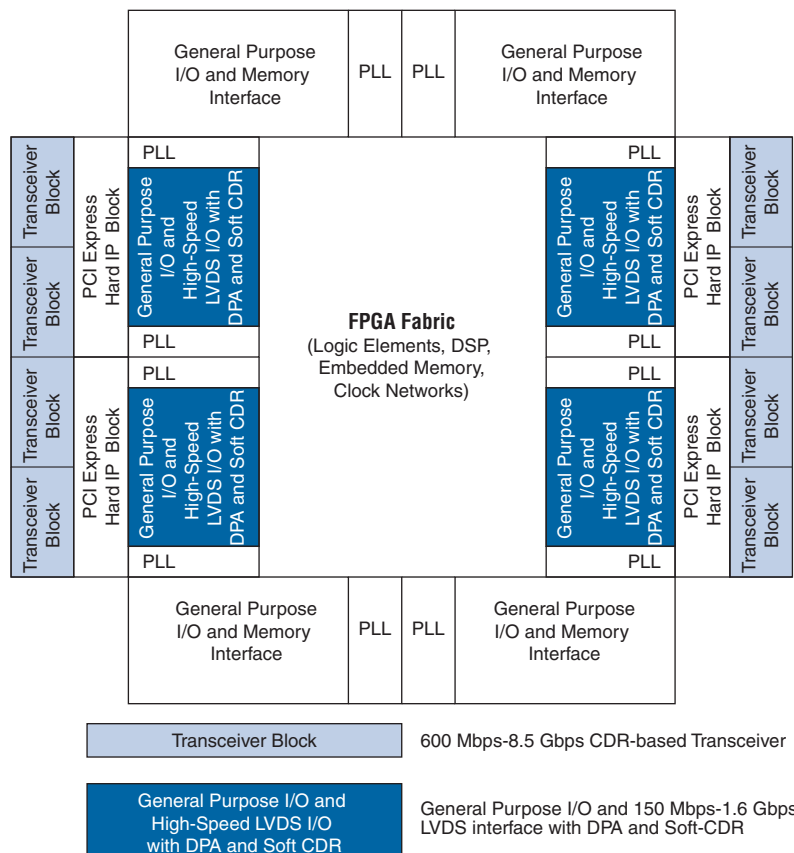 General Purpose
I/O and Memory
Interface
PLL
PLL
General Purpose
I/O and Memory
Interface
Transceiver
Block
Transceiver
Block
PCI Express
Hard IP Block
PLL
General Purpose
I/O and
High-Speed
LVDS I/O with
DPA and Soft CDR
PLL
PLL
General Purpose
I/O and
High-Speed
LVDS I/O with
DPA and Soft CDR
PLL
PCI Express
Hard IP Block
Transceiver
Block
Transceiver
Block
FPGA Fabric
(Logic Elements, DSP,
Embedded Memory,
Clock Networks)
Transceiver
Block
Transceiver
Block
PCI Express
Hard IP Block
PLL
General Purpose
I/O and
High-Speed
LVDS I/O with
DPA and Soft CDR
PLL
PLL
General Purpose
I/O and
High-Speed
LVDS I/O with
DPA and Soft CDR
PLL
PCI Express
Hard IP Block
Transceiver
Block
Transceiver
Block
General Purpose
I/O and Memory
Interface
PLL
PLL
General Purpose
I/O and Memory
Interface
Transceiver Block
600 Mbps-8.5 Gbps CDR-based Transceiver
General Purpose I/O and
High-Speed LVDS I/O
with DPA and Soft CDR
General Purpose I/O and 150 Mbps-1.6 Gbps
LVDS interface with DPA and Soft-CDR